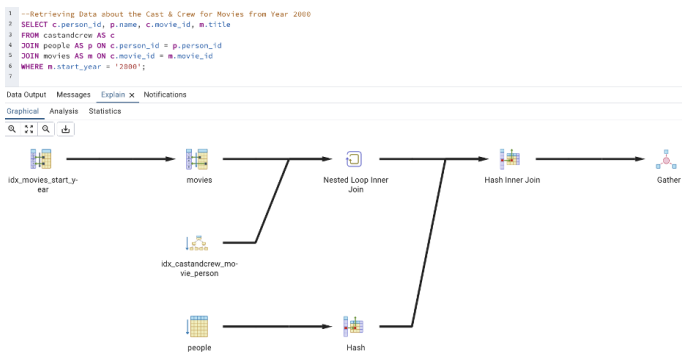 1 --Retrieving Data about the Cast & Crew for Movies from Year 2000
2 SELECT c.person_id, p.name, c.movie_id, m.title
3 FROM castandcrew AS c
4 JOIN people AS p ON c.person_id = p.person_id
5 JOIN movies AS m ON c.movie_id = m.movie_id
6 WHERE m.start_year = '2000';
7
Data Output Messages Explain × Notifications
Graphical Analysis Statistics
idx_movies_start_y-
ear
movies
Nested Loop Inner
Join
Hash Inner Join
Gather
idx_castandcrew_mo-
vie_person
people
Hash